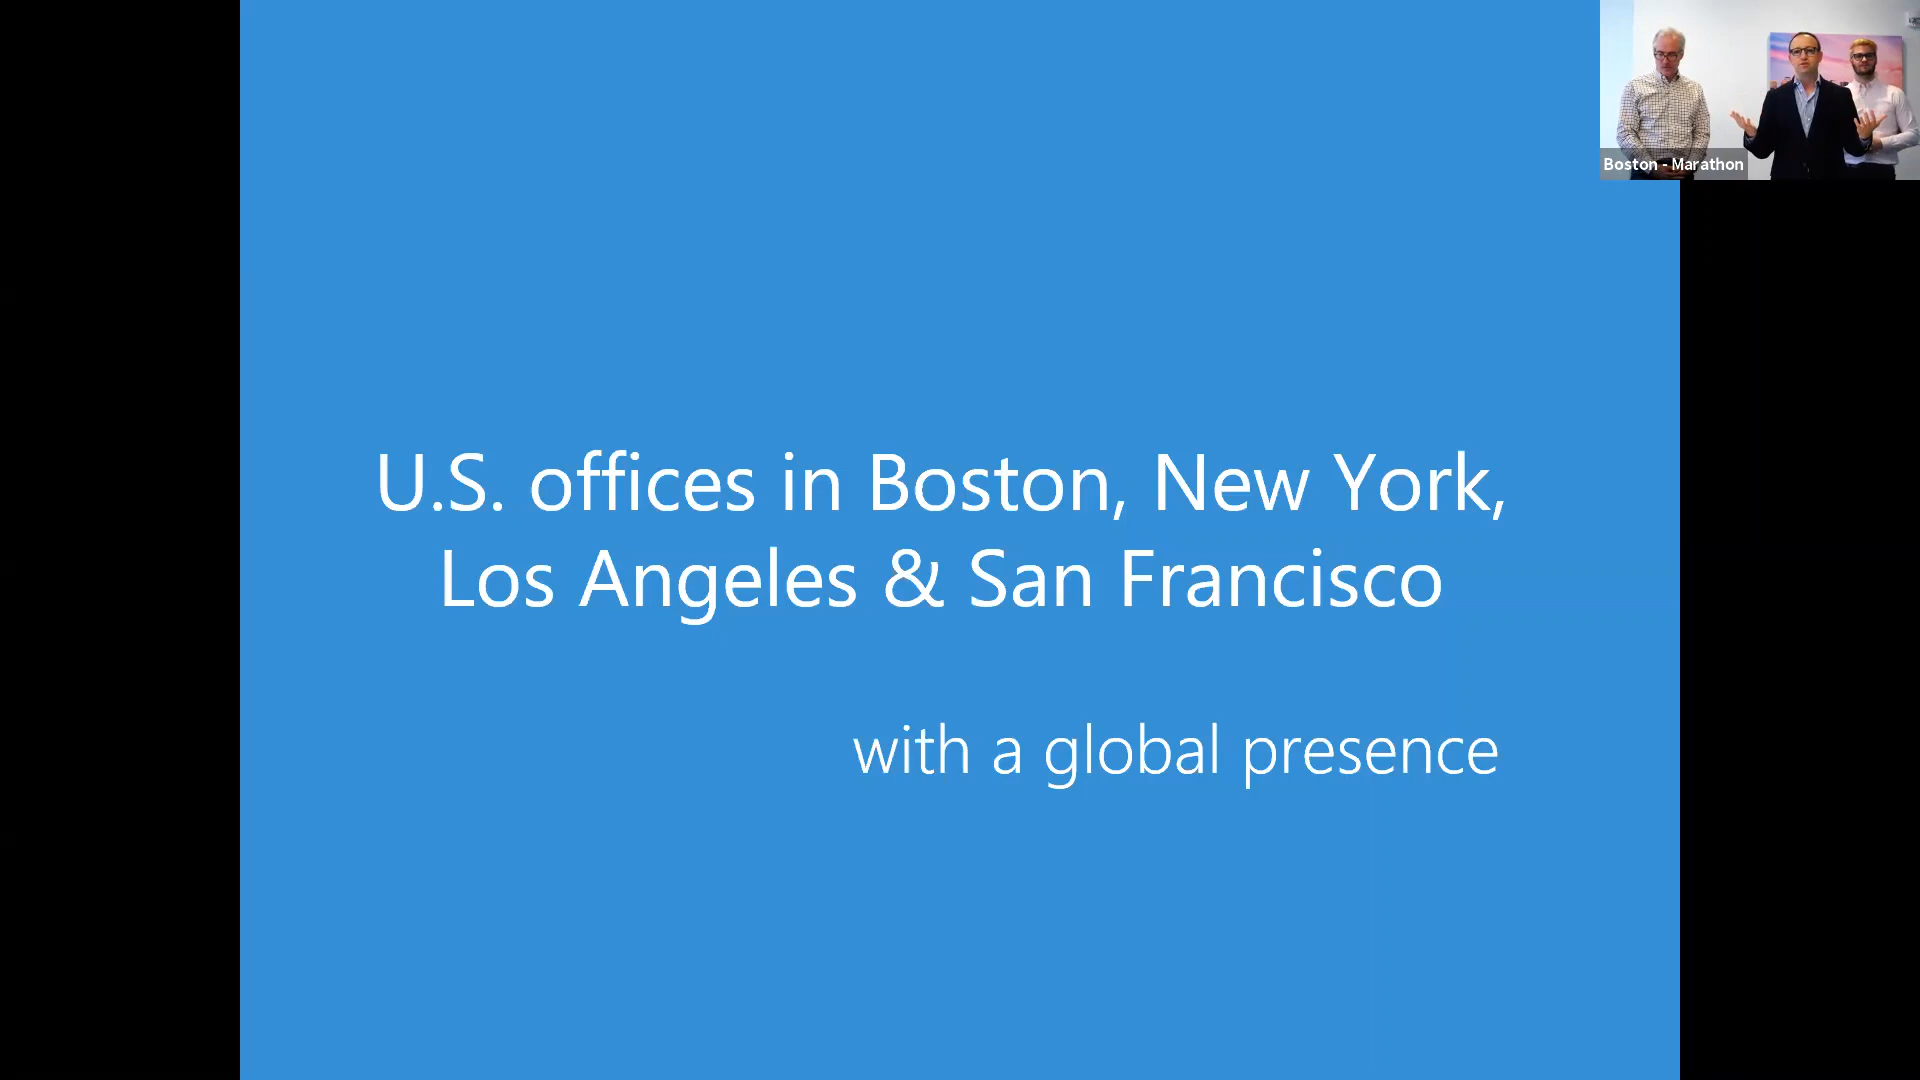 U.S. offices in Boston, New York,
Los Angeles & San Francisco
with a global presence
Boston - Marathon